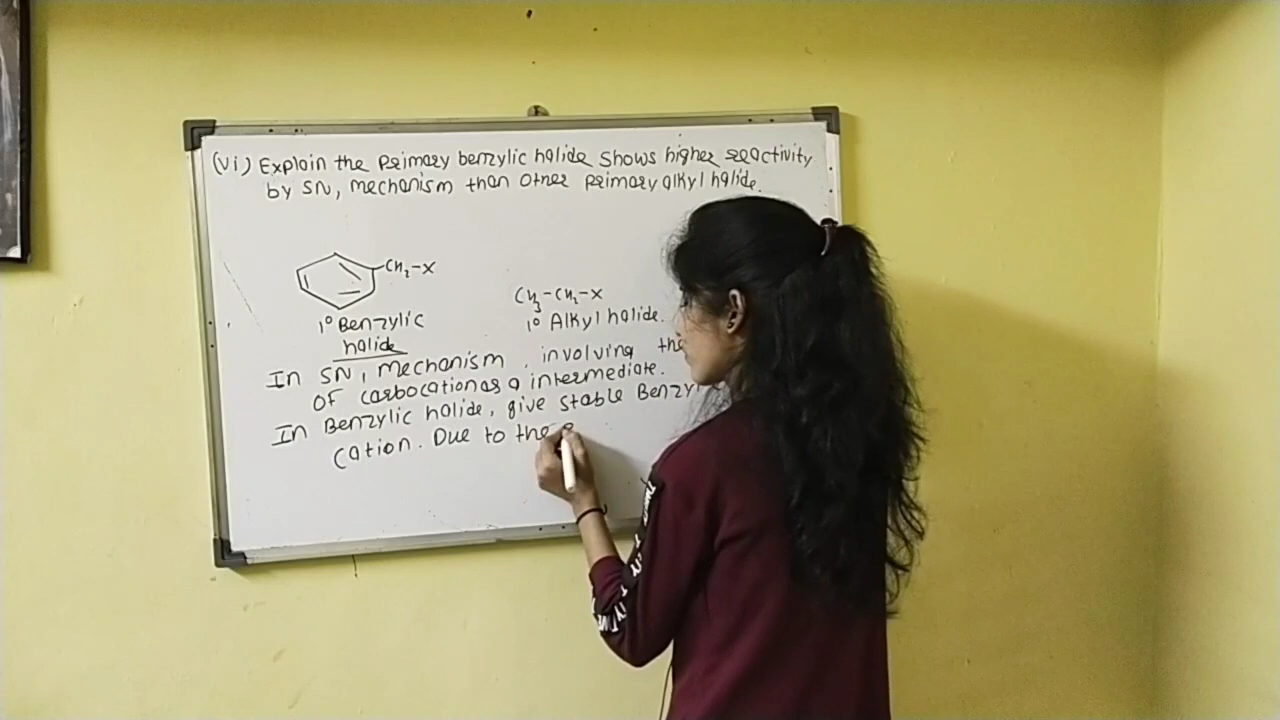 (vi) Explain the Primary benzylic halide shows higher reactivity
by SN, mechanism than other primary alkyl halide.
CH2-X
CH3-CH2-X
1° Benzylic
halide
1° Alkyl halide.
In SN, mechanism, involving the
of carbocation as a intermediate.
In Benzylic halide, give stable Benzyl
cation. Due to the